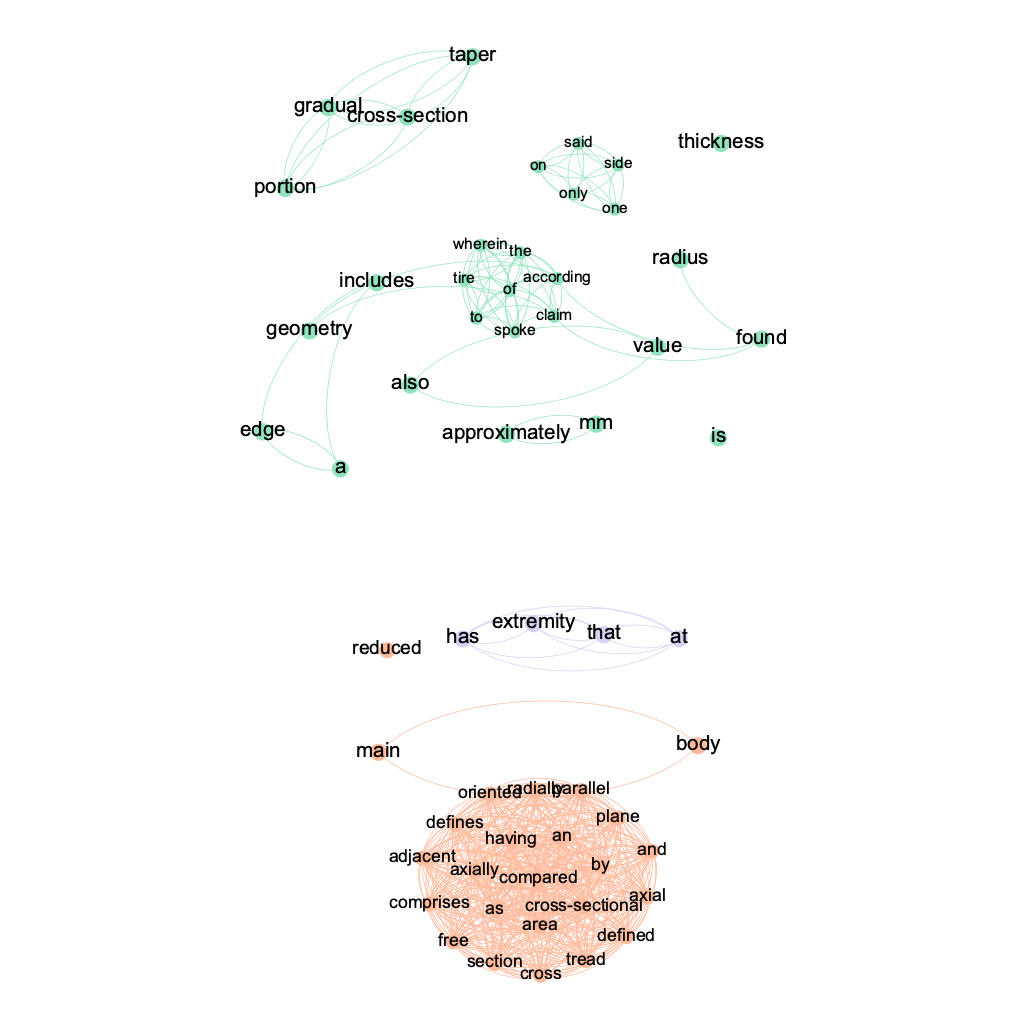 taper
gradual
cross-section
portion
said
on
side
only
one
thickness
wherein
the
tire
of
according
to
claim
spoke
radius
includes
geometry
value
found
also
edge
a
approximately
mm
is
reduced
has
extremity
that
at
main
body
oriented
radially
parallel
defines
plane
having
an
adjacent
axially
by
and
compared
comprises
as
cross-sectional
axial
area
free
defined
section
cross
tread